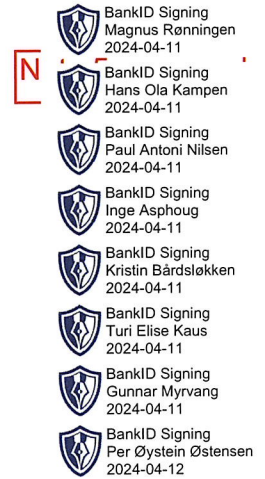 BankID Signing
Magnus Rønningen
2024-04-11
N
BankID Signing
Hans Ola Kampen
2024-04-11
BankID Signing
Paul Antoni Nilsen
2024-04-11
BankID Signing
Inge Asphoug
2024-04-11
BankID Signing
Kristin Bårdsløkken
2024-04-11
BankID Signing
Turi Elise Kaus
2024-04-11
BankID Signing
Gunnar Myrvang
2024-04-11
BankID Signing
Per Øystein Østensen
2024-04-12